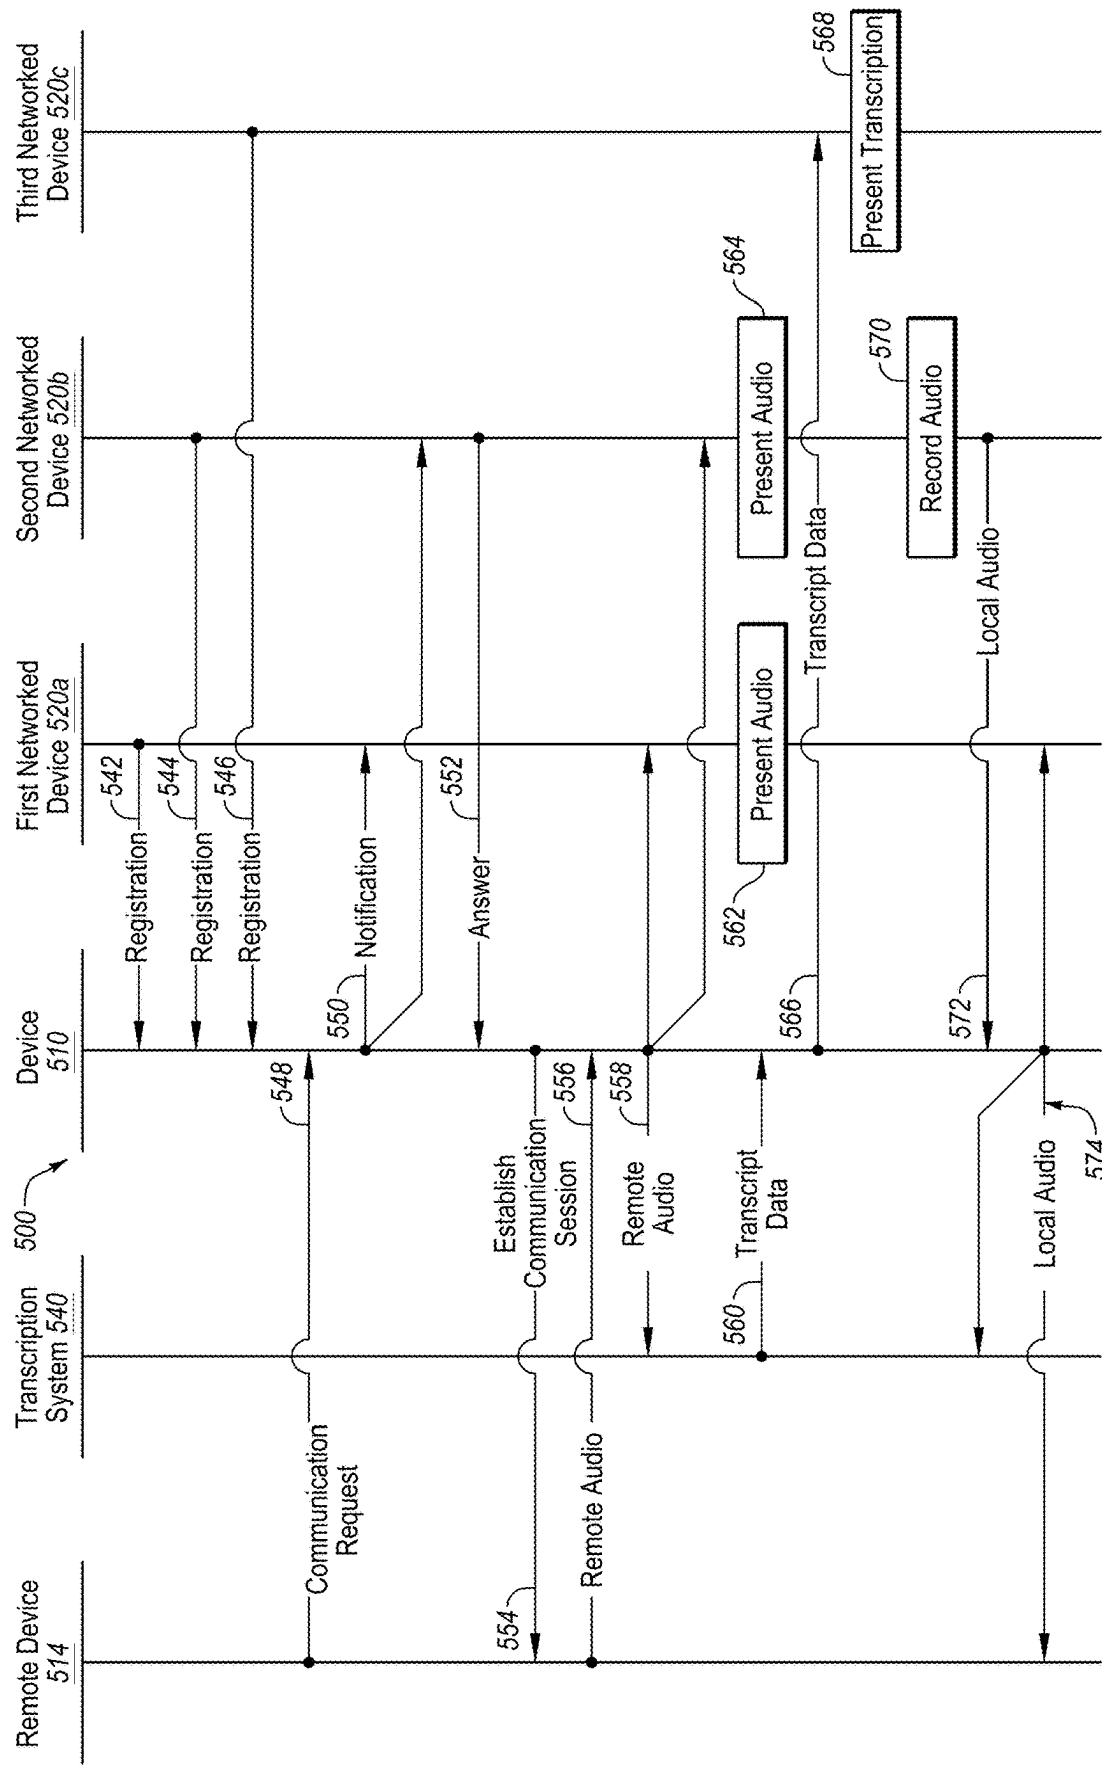 Remote Device
514
Transcription
System 540
500
Device
510
First Networked
Device 520a
Second Networked
Device 520b
Third Networked
Device 520c
542
Registration
544
Registration
546
Registration
548
Communication
Request
550
Notification
552
Answer
554
Establish
Communication
Session
556
Remote Audio
558
Remote
Audio
560
Transcript
Data
562
Present Audio
564
Present Audio
566
Transcript Data
568
Present Transcription
570
Record Audio
572
Local Audio
574
Local Audio